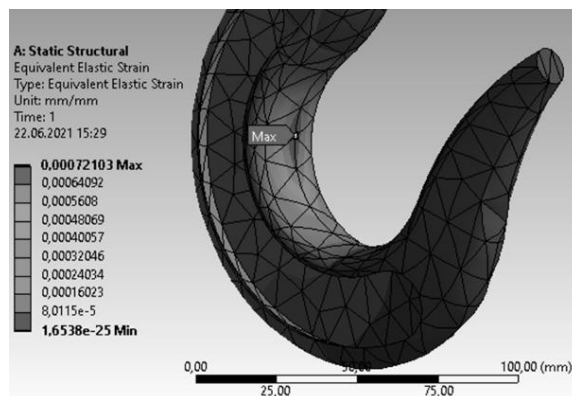 A: Static Structural
Equivalent Elastic Strain
Type: Equivalent Elastic Strain
Unit: mm/mm
Time: 1
22.06.2021 15:29
0,00072103 Max
0,00064092
0,0005608
0,00048069
0,00040057
0,00032046
0,00024034
0,00016023
8,0115e-5
1,6538e-25 Min
Max
0,00
50,00
100,00 (mm)
25,00
75,00